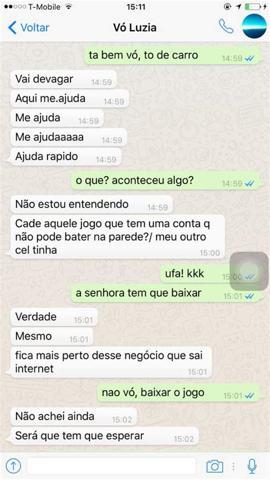 T-Mobile 15:11
Voltar Vó Luzia
ta bem vó, to de carro 14:59
Vai devagar 14:59
Aqui me.ajuda 14:59
Me ajuda 14:59
Me ajudaaaaa 14:59
Ajuda rapido 14:59
o que? aconteceu algo? 14:59
Não estou entendendo 14:59
Cade aquele jogo que tem uma conta q
não pode bater na parede?/ meu outro
cel tinha 15:00
ufa! kkk 15:00
a senhora tem que baixar 15:01
Verdade 15:01
Mesmo 15:01
fica mais perto desse negócio que sai
internet 15:01
nao vó, baixar o jogo 15:01
Não achei ainda 15:02
Será que tem que esperar 15:02